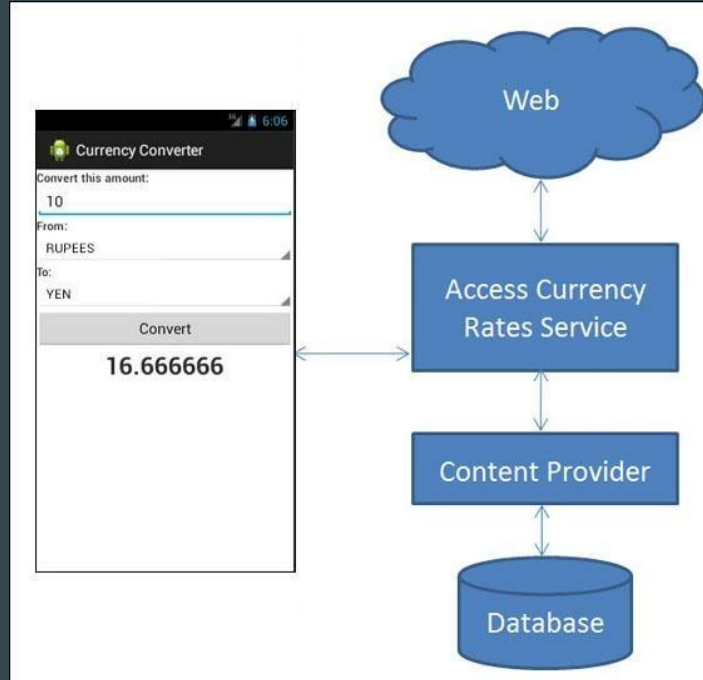 3G 6:06
Currency Converter
Convert this amount:
10
From:
RUPEES
To:
YEN
Convert
16.666666
Web
Access Currency
Rates Service
Content Provider
Database